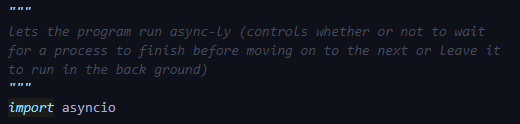 """
lets the program run async-ly (controls whether or not to wait
for a process to finish before moving on to the next or leave it
to run in the back ground)
"""
import asyncio